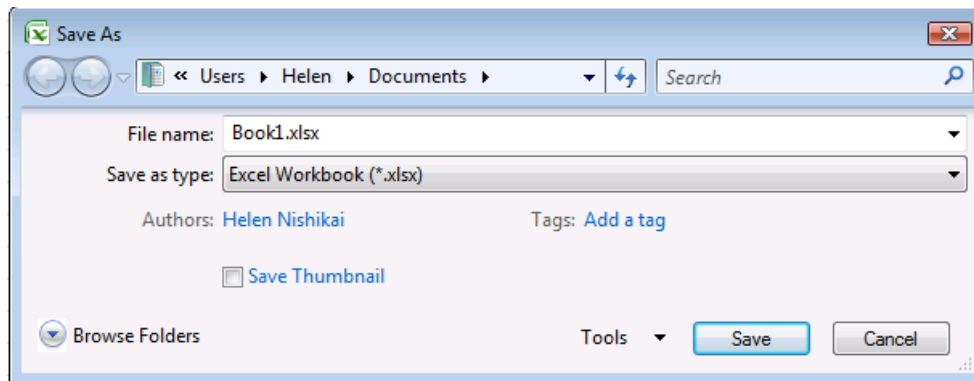 Save As
« Users Helen Documents Search
File name: Book1.xlsx
Save as type: Excel Workbook (*.xlsx)
Authors: Helen Nishikai Tags: Add a tag
Save Thumbnail
Browse Folders Tools Save Cancel